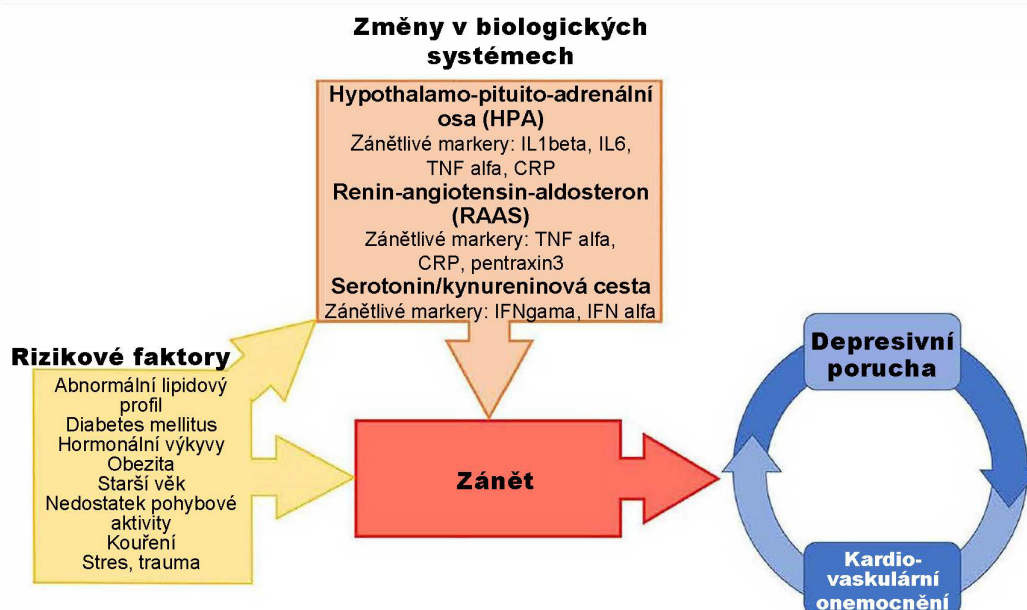 Změny v biologických
systémech
Hypothalamo-pituito-adrenální
osa (HPA)
Zánětlivé markery: IL1beta, IL6,
TNF alfa, CRP
Renin-angiotensin-aldosteron
(RAAS)
Zánětlivé markery: TNF alfa,
CRP, pentraxin3
Serotonin/kynureninová cesta
Zánětlivé markery: IFNgama, IFN alfa
Rizikové faktory
Abnormální lipidový
profil
Diabetes mellitus
Hormonální výkyvy
Obezita
Starší věk
Nedostatek pohybové
aktivity
Kouření
Stres, trauma
Zánět
Depresivní
porucha
Kardio-
vaskulární
onemocnění